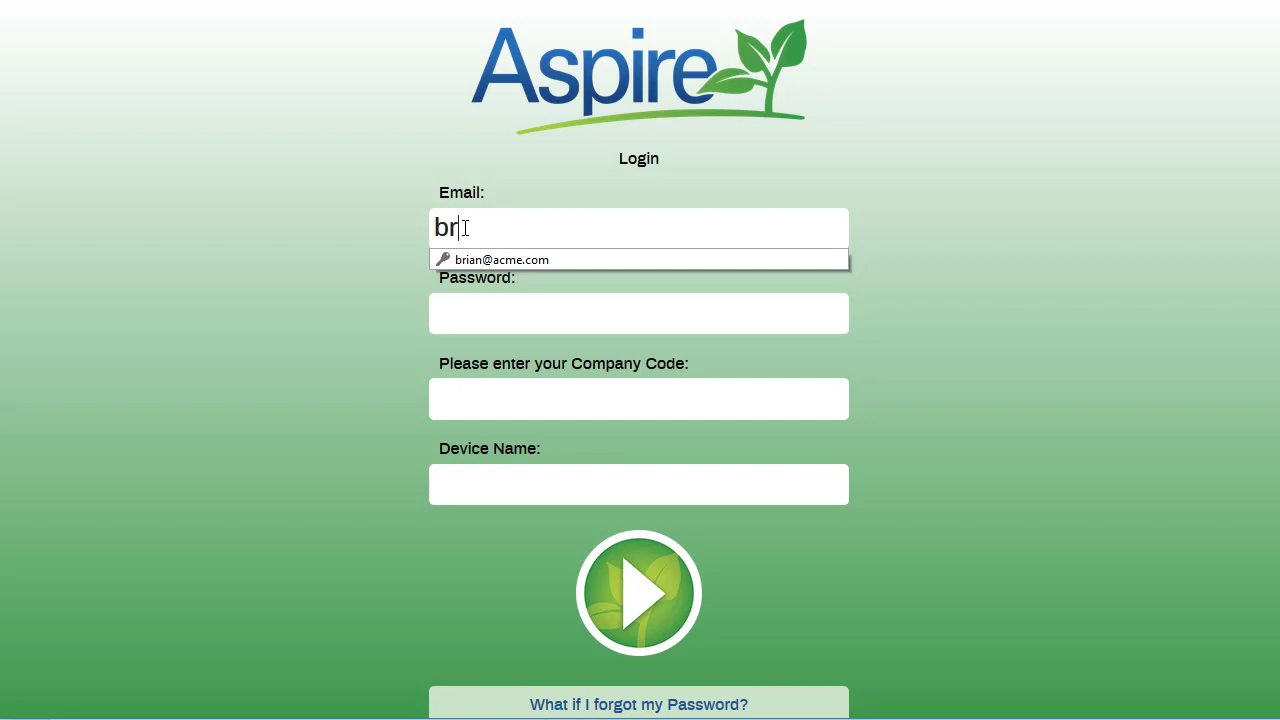 Aspire
Login
Email:
br
brian@acme.com
Password:
Please enter your Company Code:
Device Name:
What if I forgot my Password?